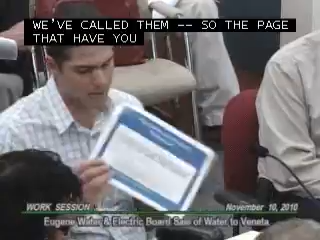 WE'VE CALLED THEM -- SO THE PAGE
THAT HAVE YOU
WORK SESSION
November 10, 2010
Eugene Water & Electric Board Sale of Water to Veneta